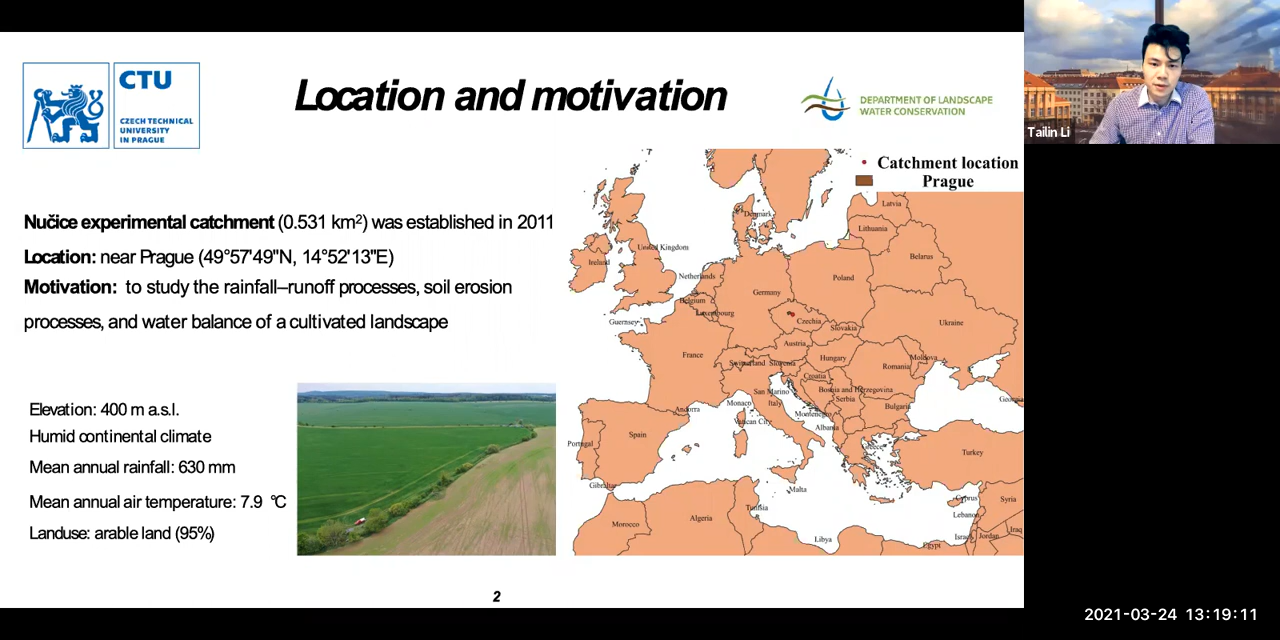 CTU
CZECH TECHNICAL
UNIVERSITY
IN PRAGUE
Location and motivation
DEPARTMENT OF LANDSCAPE
WATER CONSERVATION
Tailin Li
Nučice experimental catchment (0.531 km²) was established in 2011
Location: near Prague (49°57'49"N, 14°52'13"E)
Motivation: to study the rainfall–runoff processes, soil erosion
processes, and water balance of a cultivated landscape
Elevation: 400 m a.s.l.
Humid continental climate
Mean annual rainfall: 630 mm
Mean annual air temperature: 7.9 °C
Landuse: arable land (95%)
Catchment location
Prague
Latvia
Denmark
Lithuania
United Kingdom
Ireland
Belarus
Netherlands
Poland
Germany
Belgium
Luxembourg
Guernsey
Czechia
Ukraine
Slovakia
Austria
France
Hungary
Moldova
Switzerland
Slovenia
Romania
Croatia
San Marino
Bosnia and Herzegovina
Serbia
Monaco
Italy
Georgia
Andorra
Montenegro
Bulgaria
Vatican City
Albania
Portugal
Spain
Greece
Turkey
Gibraltar
Malta
Cyprus
Syria
Tunisia
Lebanon
Morocco
Algeria
Iraq
Libya
Israel
Jordan
Egypt
2
2021-03-24 13:19:11